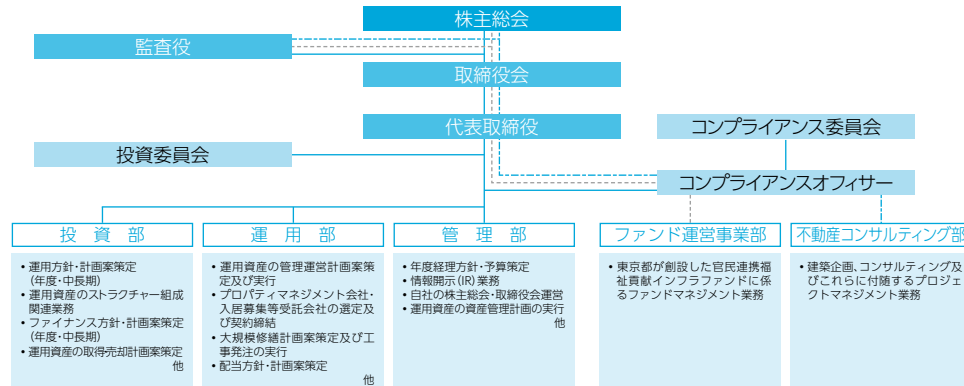 株主総会
監査役
取締役会
代表取締役
コンプライアンス委員会
投資委員会
コンプライアンスオフィサー
投資部
・運用方針・計画案策定
(年度・中長期)
・運用資産のストラクチャー組成
関連業務
・ファイナンス方針・計画案策定
(年度・中長期)
・運用資産の取得・売却計画案策定
他
運用部
・運用資産の管理運営計画案策
定及び実行
・プロパティマネジメント会社・
入居募集等受託会社の選定及
び契約締結
・大規模修繕計画案策定及び工
事発注の実行
・配当方針・計画案策定
他
管理部
・年度経理方針・予算策定
・情報開示(IR)業務
・自社の株主総会・取締役会運営
・運用資産の資産管理計画の実行
他
ファンド運営事業部
・東京都が創設した官民連携福
祉貢献インフラファンドに係
るファンドマネジメント業務
不動産コンサルティング部
・建築企画、コンサルティング及
びこれらに付随するプロジェ
クトマネジメント業務